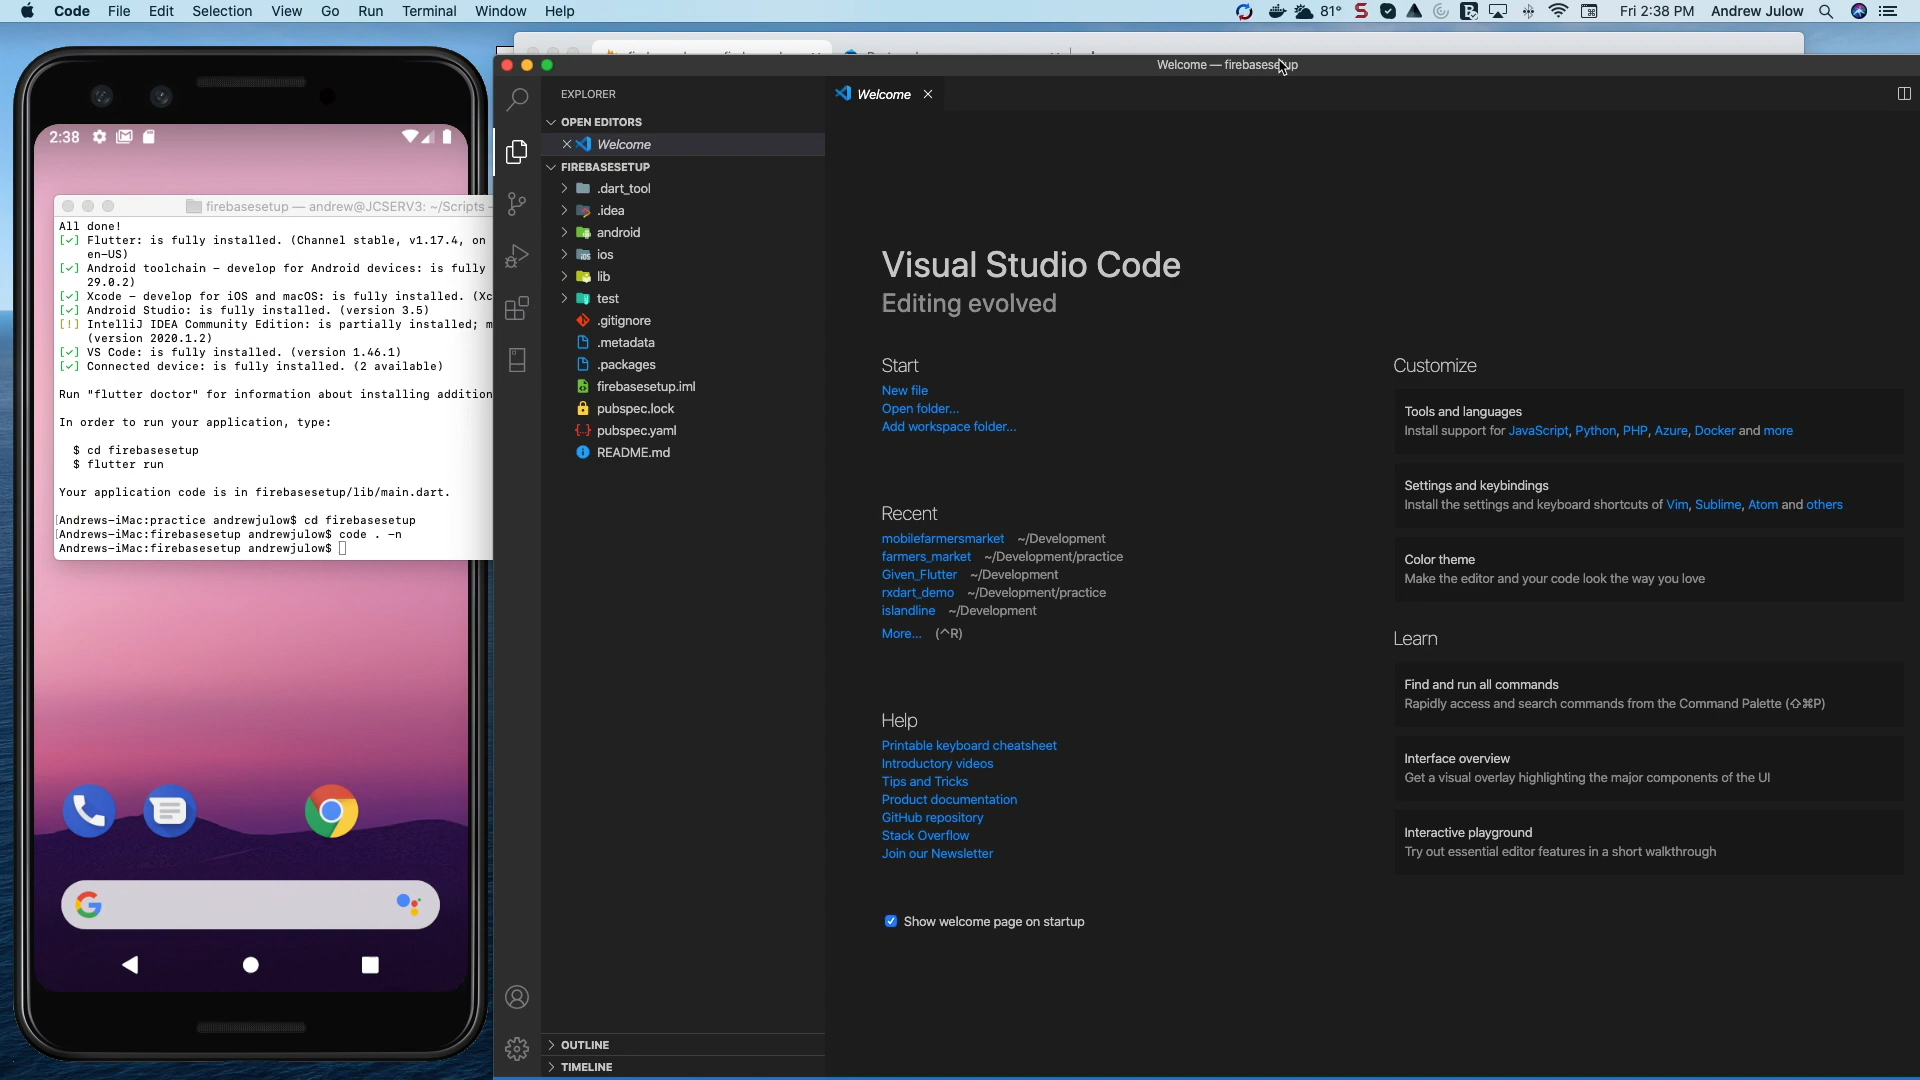 Code File Edit Selection View Go Run Terminal Window Help
81° Fri 2:38 PM Andrew Julow
2:38
firebasesetup — andrew@JCSERV3: ~/Scripts –
All done!
[✓] Flutter: is fully installed. (Channel stable, v1.17.4, on
en-US)
[✓] Android toolchain – develop for Android devices: is fully
29.0.2)
[✓] Xcode – develop for iOS and macOS: is fully installed. (Xc
[✓] Android Studio: is fully installed. (version 3.5)
[!] IntelliJ IDEA Community Edition: is partially installed; m
(version 2020.1.2)
[✓] VS Code: is fully installed. (version 1.46.1)
[✓] Connected device: is fully installed. (2 available)
Run "flutter doctor" for information about installing addition
In order to run your application, type:
$ cd firebasesetup
$ flutter run
Your application code is in firebasesetup/lib/main.dart.
[Andrews-iMac:practice andrewjulow$ cd firebasesetup
[Andrews-iMac:firebasesetup andrewjulow$ code . -n
Andrews-iMac:firebasesetup andrewjulow$
Welcome — firebasesetup
EXPLORER
OPEN EDITORS
Welcome
FIREBASESETUP
.dart_tool
.idea
android
ios
lib
test
.gitignore
.metadata
.packages
firebasesetup.iml
pubspec.lock
pubspec.yaml
README.md
OUTLINE
TIMELINE
Welcome
Visual Studio Code
Editing evolved
Start
New file
Open folder...
Add workspace folder...
Recent
mobilefarmersmarket ~/Development
farmers_market ~/Development/practice
Given_Flutter ~/Development
rxdart_demo ~/Development/practice
islandline ~/Development
More... (^R)
Help
Printable keyboard cheatsheet
Introductory videos
Tips and Tricks
Product documentation
GitHub repository
Stack Overflow
Join our Newsletter
Show welcome page on startup
Customize
Tools and languages
Install support for JavaScript, Python, PHP, Azure, Docker and more
Settings and keybindings
Install the settings and keyboard shortcuts of Vim, Sublime, Atom and others
Color theme
Make the editor and your code look the way you love
Learn
Find and run all commands
Rapidly access and search commands from the Command Palette (⇧⌘P)
Interface overview
Get a visual overlay highlighting the major components of the UI
Interactive playground
Try out essential editor features in a short walkthrough